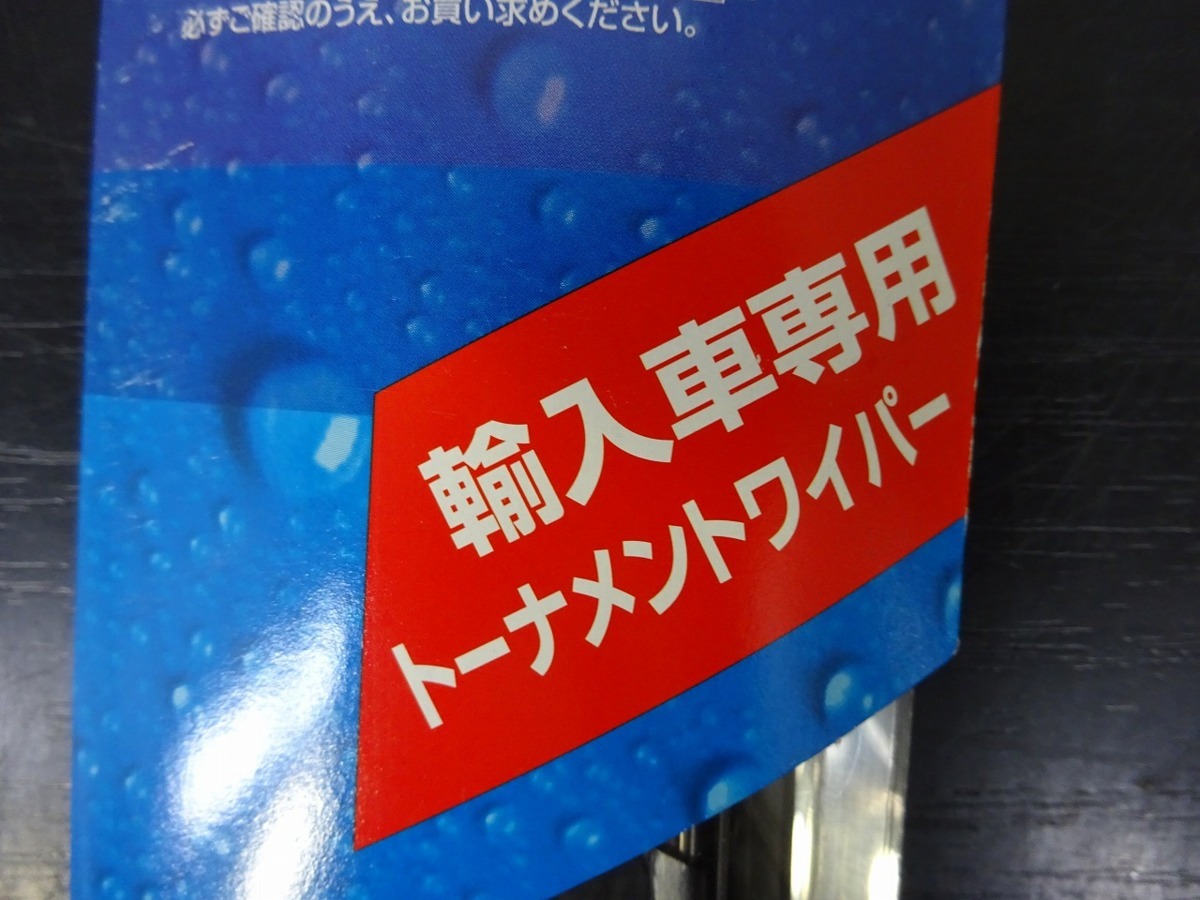 必ずご確認のうえ、お買い求めください。
輸入車専用
トーナメントワイパー